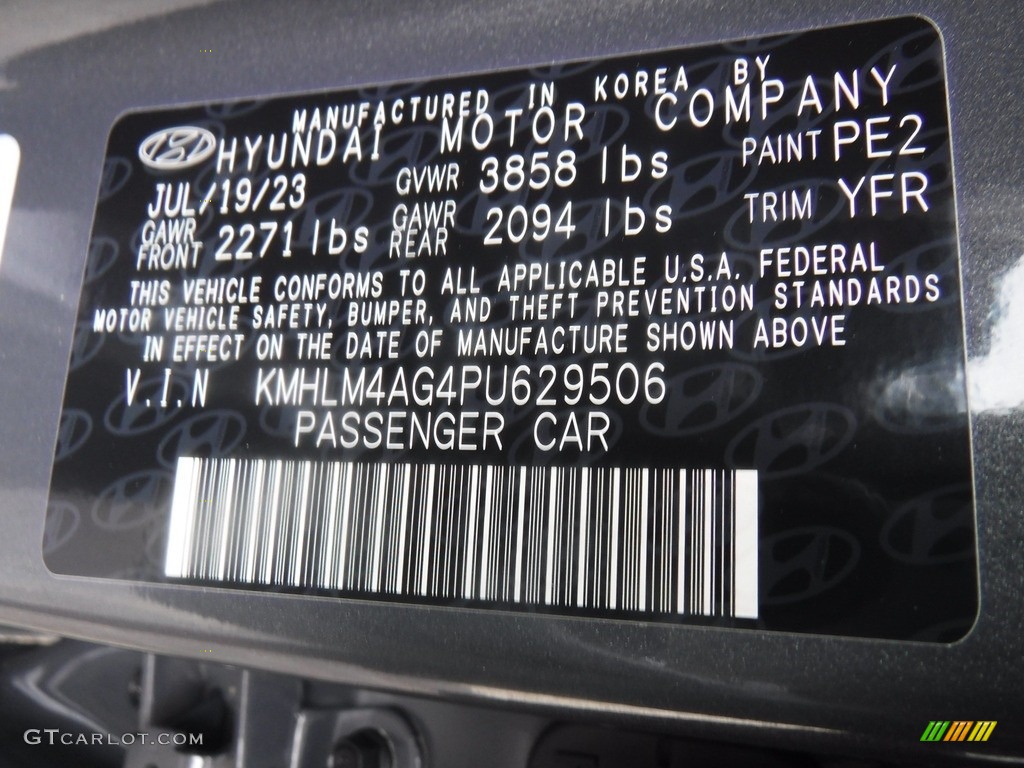 MANUFACTURED IN KOREA BY
HYUNDAI MOTOR COMPANY
JUL/19/23 GVWR 3858 lbs PAINT PE2
GAWR FRONT 2271 lbs GAWR REAR 2094 lbs TRIM YFR
THIS VEHICLE CONFORMS TO ALL APPLICABLE U.S.A. FEDERAL
MOTOR VEHICLE SAFETY, BUMPER, AND THEFT PREVENTION STANDARDS
IN EFFECT ON THE DATE OF MANUFACTURE SHOWN ABOVE
V.I.N KMHLM4AG4PU629506
PASSENGER CAR
GTCARLOT.COM